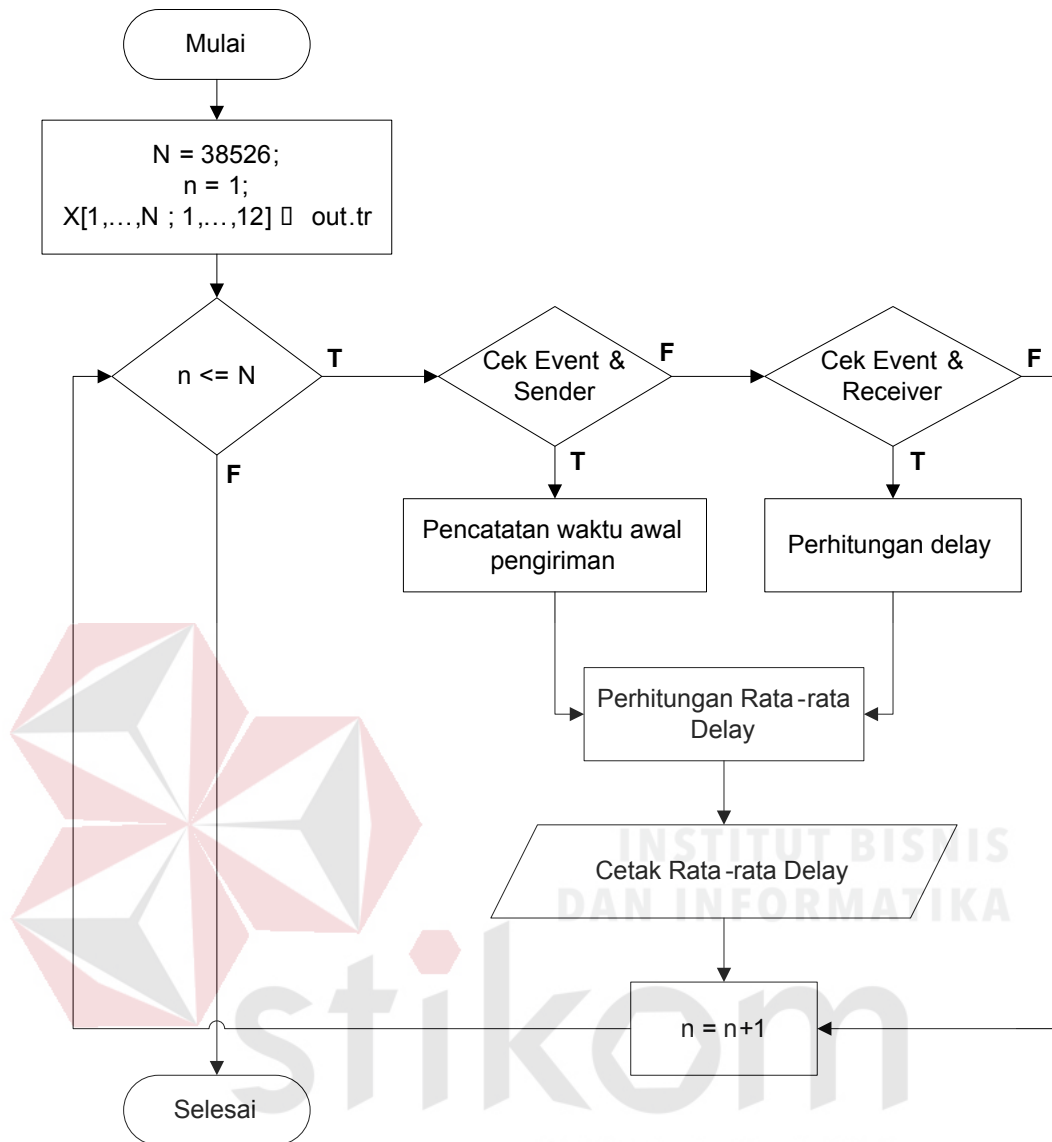 Mulai
N = 38526;
n = 1;
X[1,…,N ; 1,…,12] ▯ out.tr
n <= N
T
F
Cek Event &
Sender
F
T
Cek Event &
Receiver
F
T
Pencatatan waktu awal
pengiriman
Perhitungan delay
Perhitungan Rata-rata
Delay
Cetak Rata-rata Delay
n = n+1
Selesai
INSTITUT BISNIS
DAN INFORMATIKA
stikom